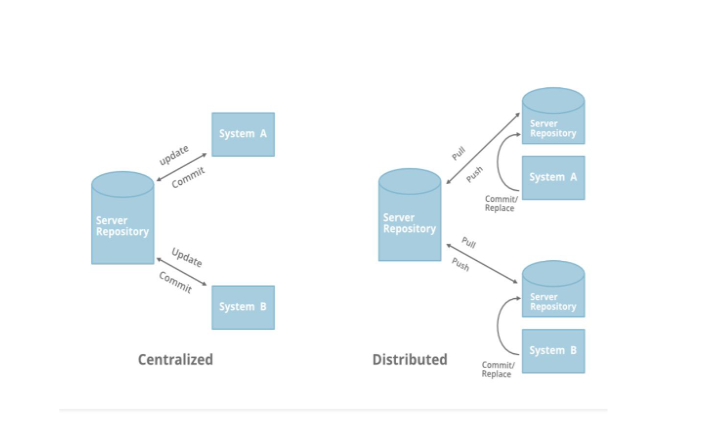 update
Commit
System A
Server
Repository
Update
Commit
System B
Centralized
Pull
Push
Server
Repository
System A
Commit/
Replace
Server
Repository
Pull
Push
Server
Repository
System B
Commit/
Replace
Distributed